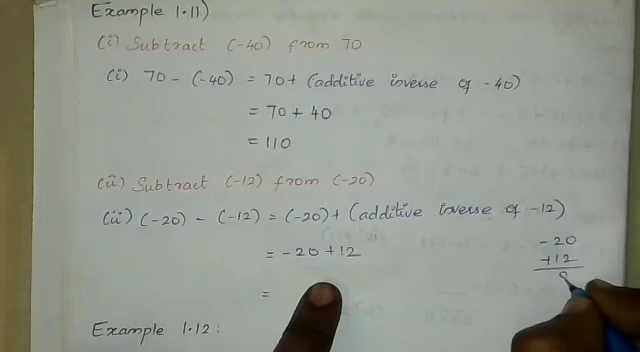 Example 1.11)
(i) Subtract (-40) from 70
(i) 70 - (-40) = 70 + (additive inverse of -40)
= 70 + 40
= 110
(ii) Subtract (-12) from (-20)
(ii) (-20) - (-12) = (-20) + (additive inverse of -12)
= -20 + 12
-20
+12
8
=
Example 1.12: